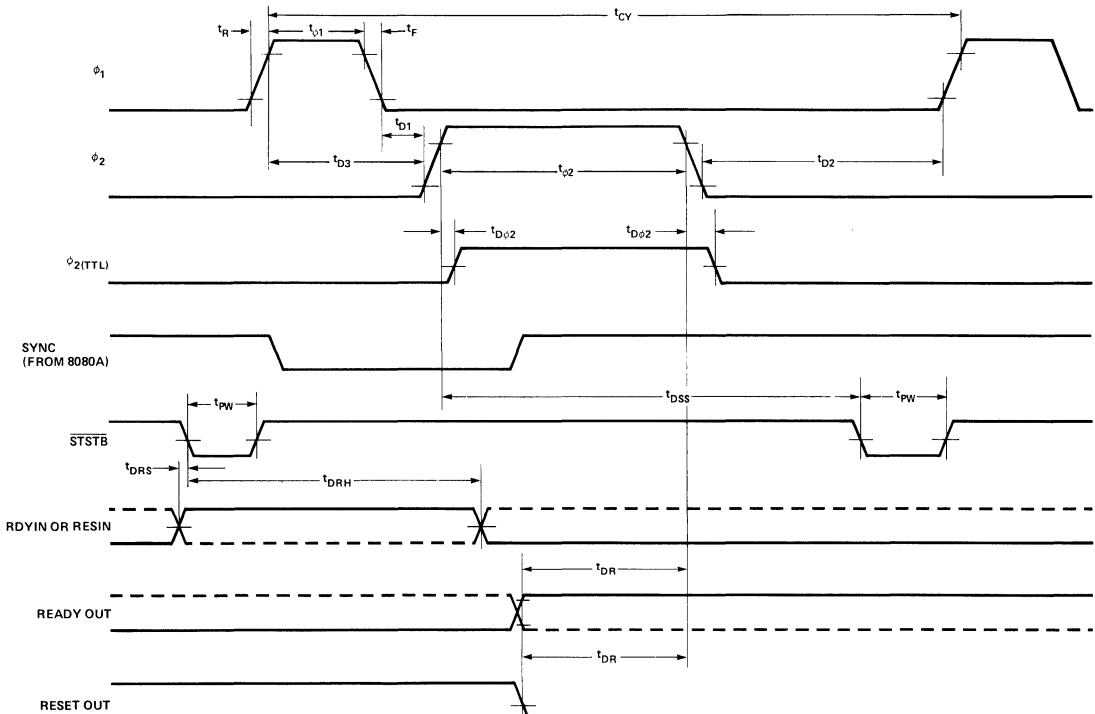 tCY
tR
tϕ1
tF
ϕ1
tD1
ϕ2
tD3
tD2
tϕ2
tDϕ2
tDϕ2
ϕ2(TTL)
SYNC
(FROM 8080A)
tDSS
tPW
tPW
STSTB
tDRS
tDRH
RDYIN OR RESIN
tDR
READY OUT
tDR
RESET OUT